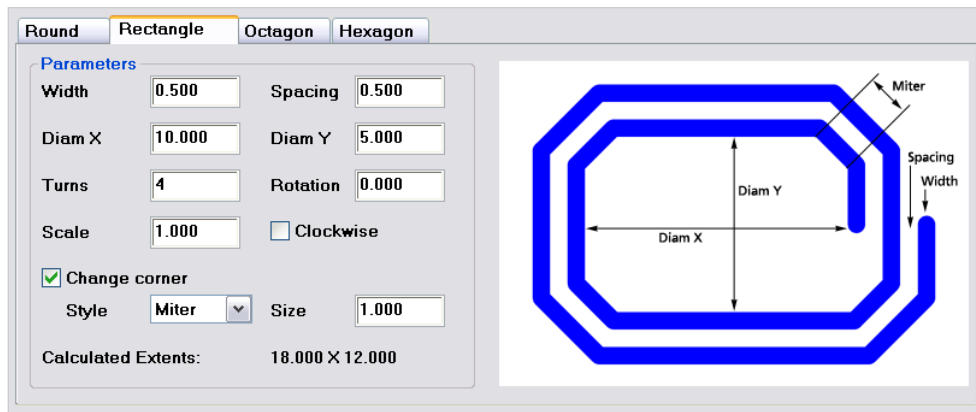 Round Rectangle Octagon Hexagon
Parameters
Width 0.500 Spacing 0.500
Diam X 10.000 Diam Y 5.000
Turns 4 Rotation 0.000
Scale 1.000 Clockwise
Change corner
Style Miter Size 1.000
Calculated Extents: 18.000 X 12.000
Miter
Spacing
Width
Diam Y
Diam X